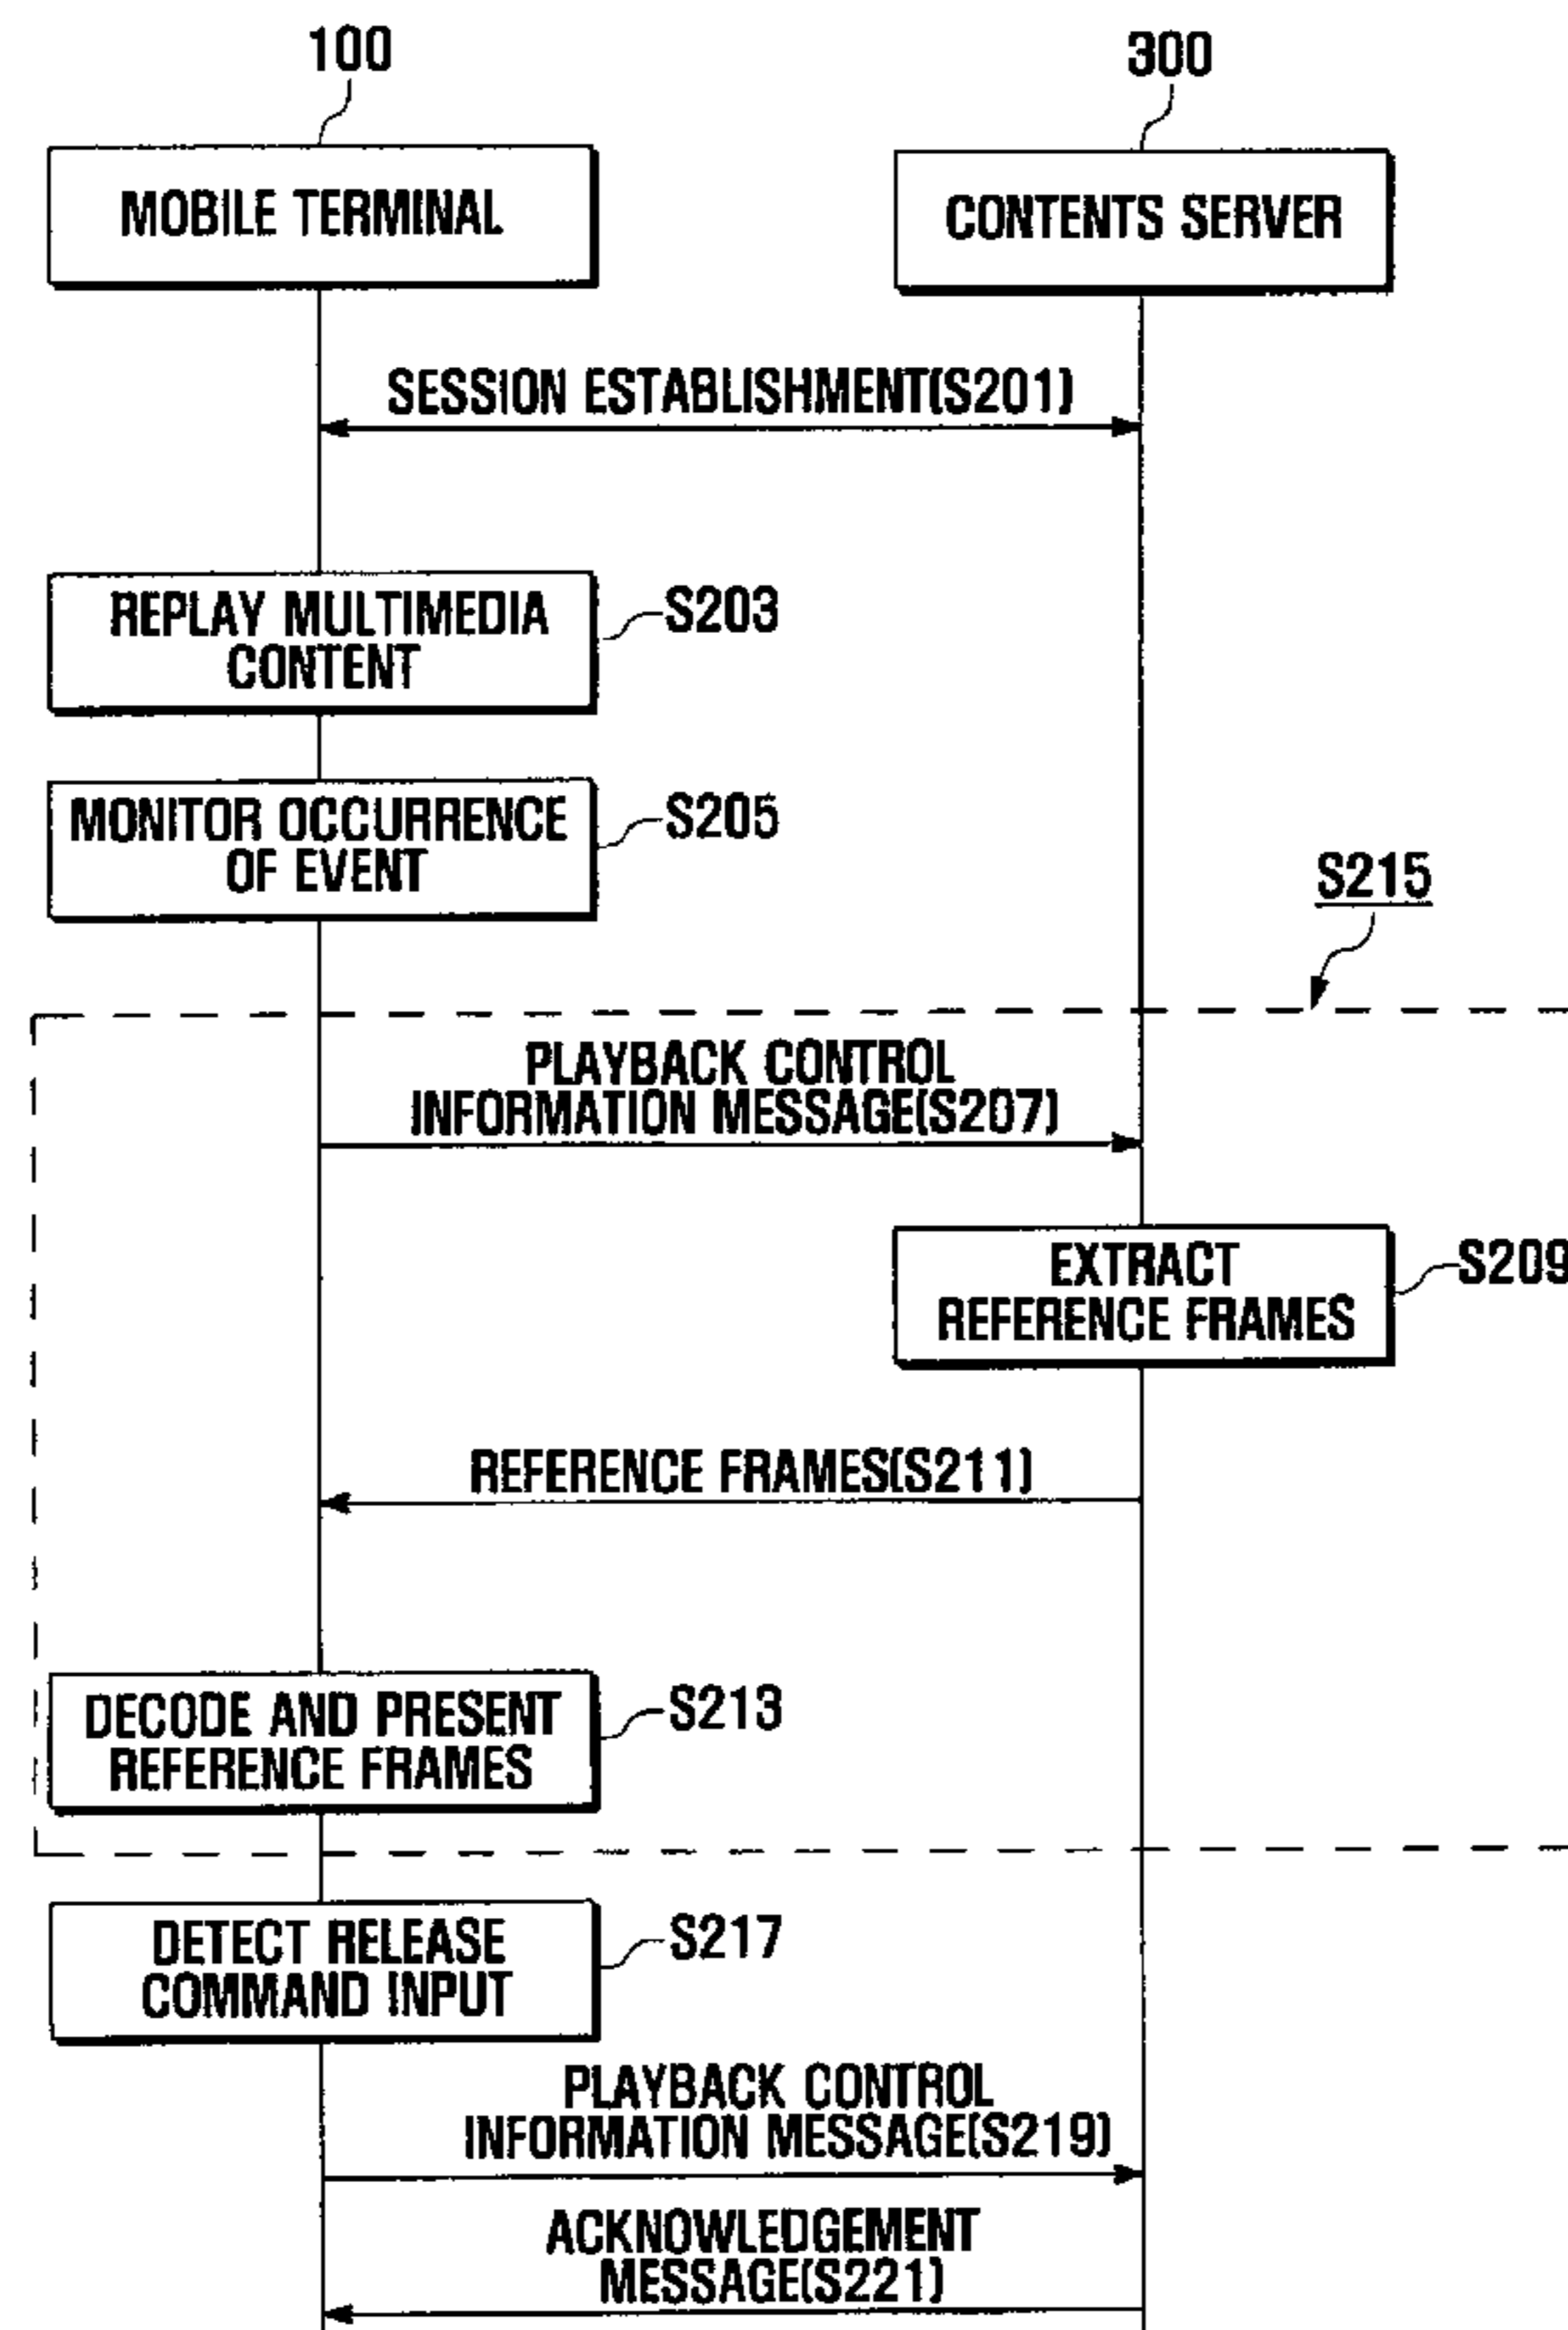 100
300
MOBILE TERMINAL
CONTENTS SERVER
SESSION ESTABLISHMENT(S201)
REPLAY MULTIMEDIA
CONTENT
S203
MONITOR OCCURRENCE
OF EVENT
S205
S215
PLAYBACK CONTROL
INFORMATION MESSAGE(S207)
EXTRACT
REFERENCE FRAMES
S209
REFERENCE FRAMES(S211)
DECODE AND PRESENT
REFERENCE FRAMES
S213
DETECT RELEASE
COMMAND INPUT
S217
PLAYBACK CONTROL
INFORMATION MESSAGE(S219)
ACKNOWLEDGEMENT
MESSAGE(S221)